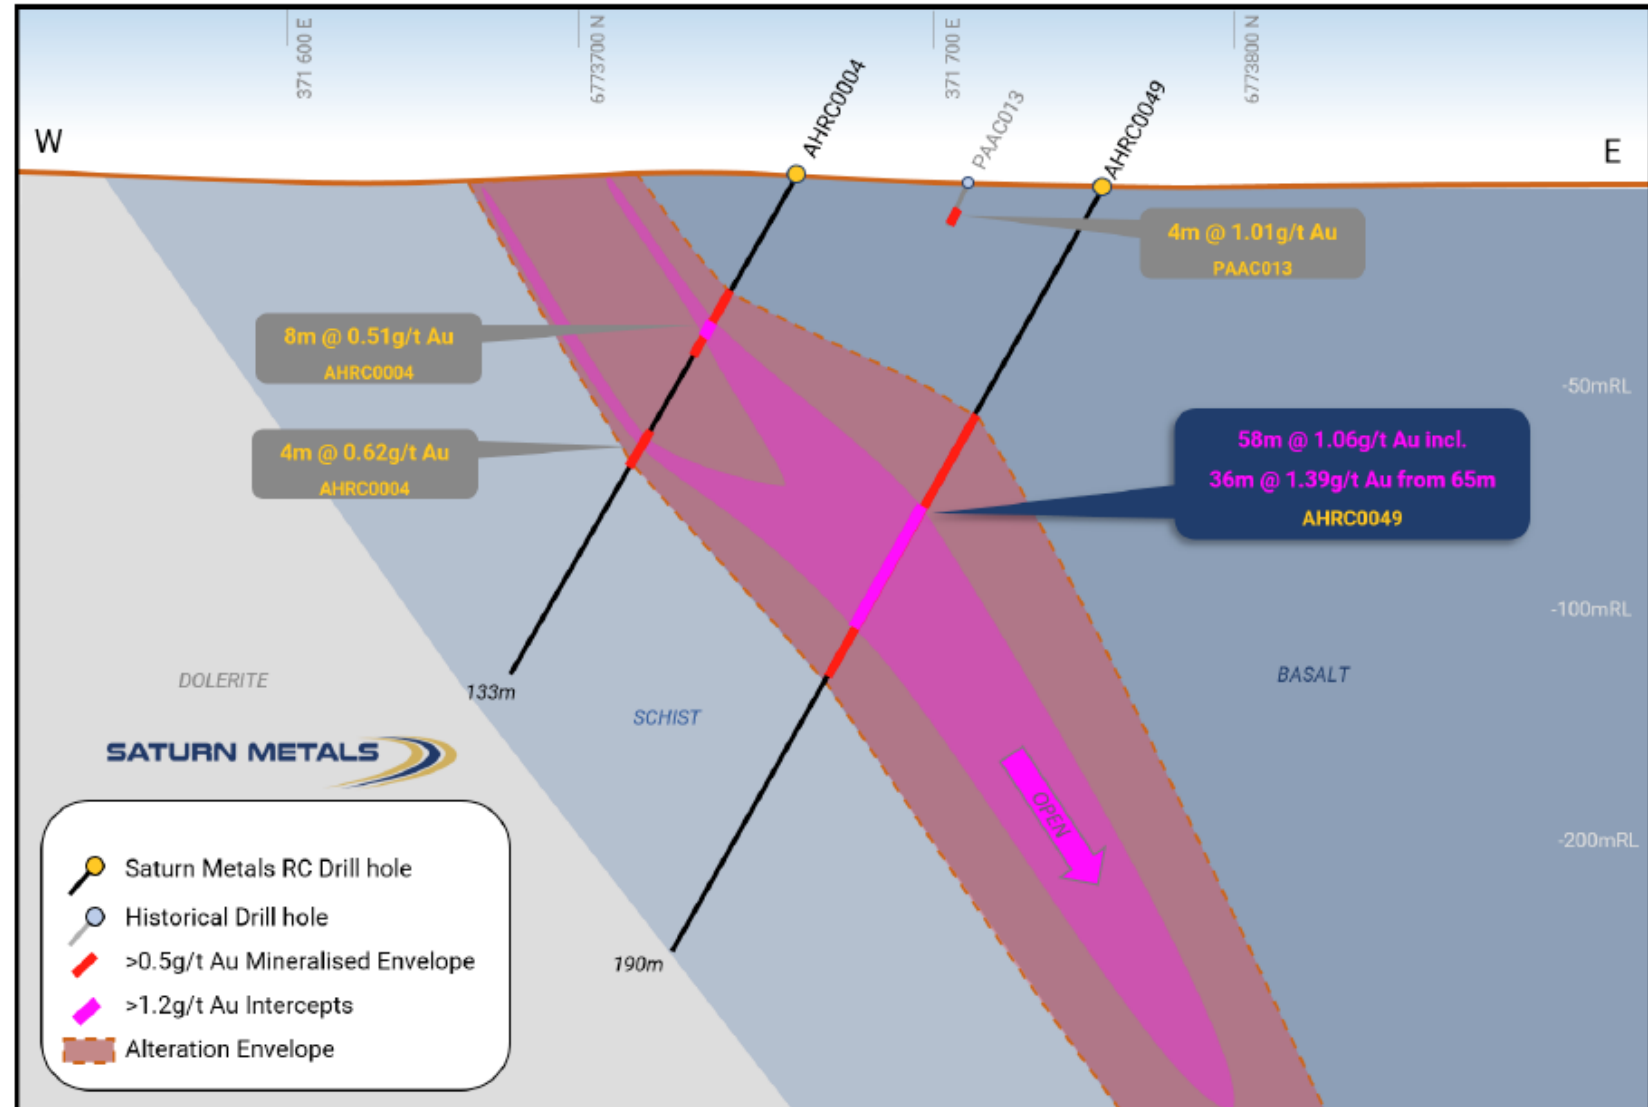 371 600 E
6773700 N
371 700 E
6773800 N
AHRC0004
PAAC013
AHRC0049
W
E
4m @ 1.01g/t Au
PAAC013
8m @ 0.51g/t Au
AHRC0004
-50mRL
4m @ 0.62g/t Au
AHRC0004
58m @ 1.06g/t Au incl.
36m @ 1.39g/t Au from 65m
AHRC0049
-100mRL
DOLERITE
133m
SCHIST
BASALT
SATURN METALS
OPEN
-200mRL
190m
Saturn Metals RC Drill hole
Historical Drill hole
>0.5g/t Au Mineralised Envelope
>1.2g/t Au Intercepts
Alteration Envelope